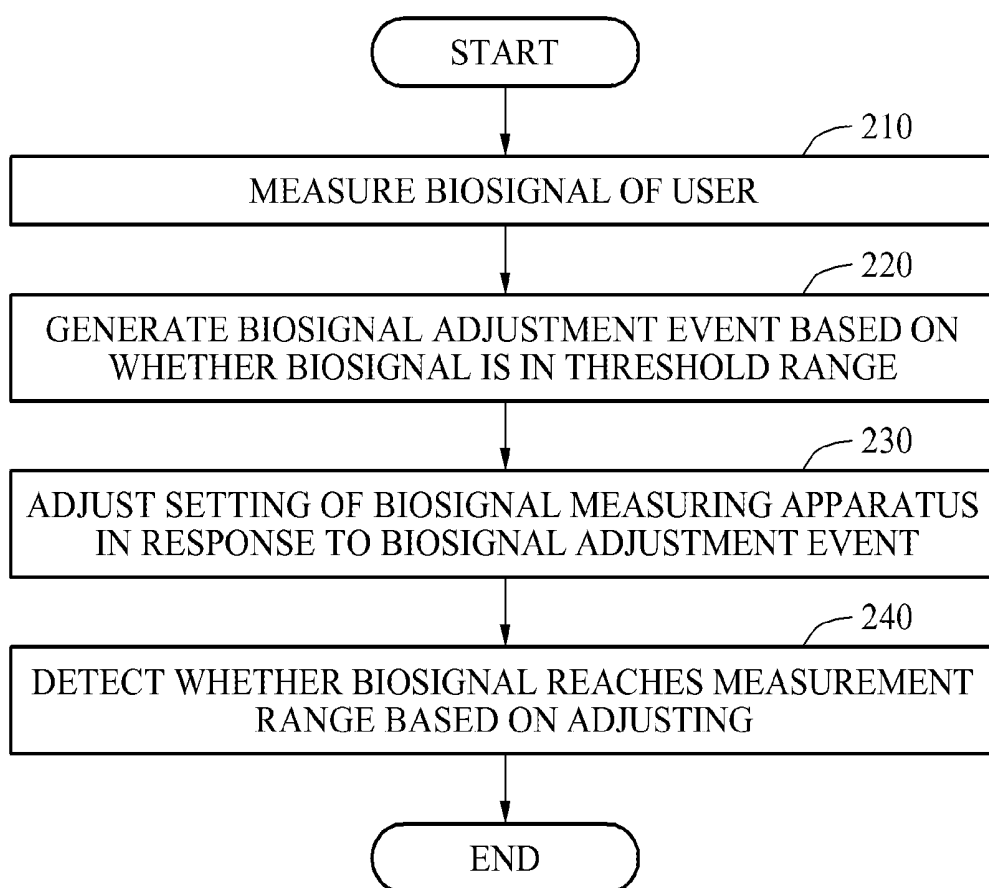 START
210
MEASURE BIOSIGNAL OF USER
220
GENERATE BIOSIGNAL ADJUSTMENT EVENT BASED ON
WHETHER BIOSIGNAL IS IN THRESHOLD RANGE
230
ADJUST SETTING OF BIOSIGNAL MEASURING APPARATUS
IN RESPONSE TO BIOSIGNAL ADJUSTMENT EVENT
240
DETECT WHETHER BIOSIGNAL REACHES MEASUREMENT
RANGE BASED ON ADJUSTING
END